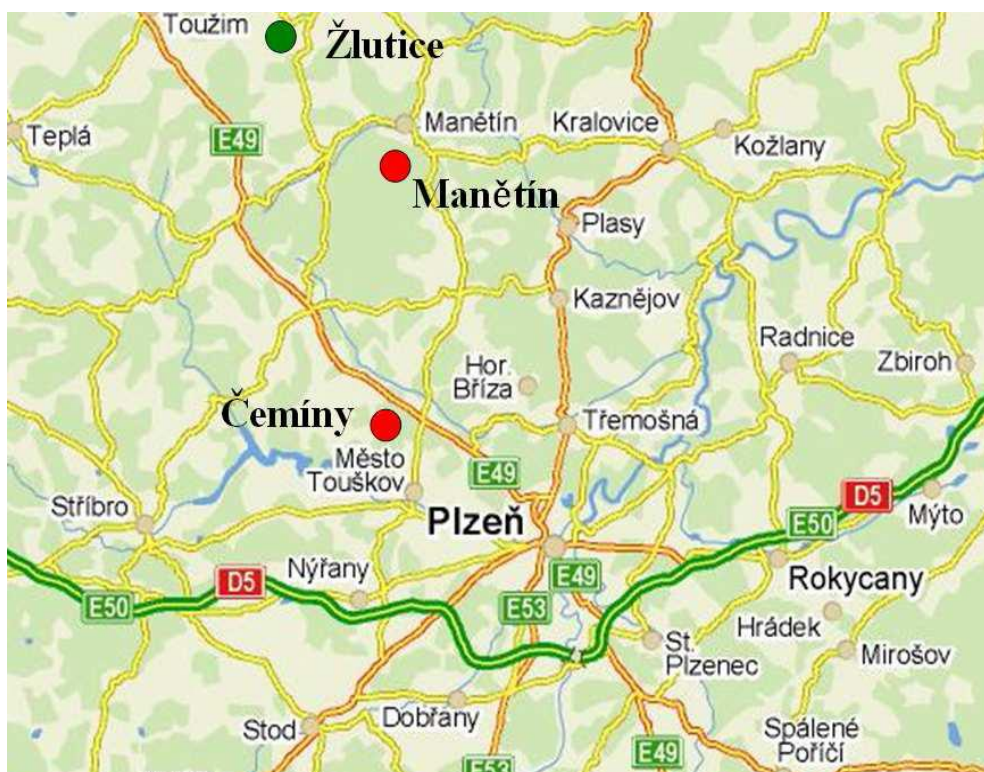 Toužim
Žlutice
Teplá
E49
Manětín
Kralovice
Kožlany
Manětín
Plasy
Kaznějov
Radnice
Zbiroh
Hor.
Bříza
Čemíny
Třemošná
Město
Touškov
E49
Stříbro
Plzeň
D5
E50
Mýto
Nýřany
D5
E50
E49
E53
Rokycany
Hrádek
St.
Plzenec
Mirošov
Stod
Dobřany
Spálené
Poříčí
E49
E53